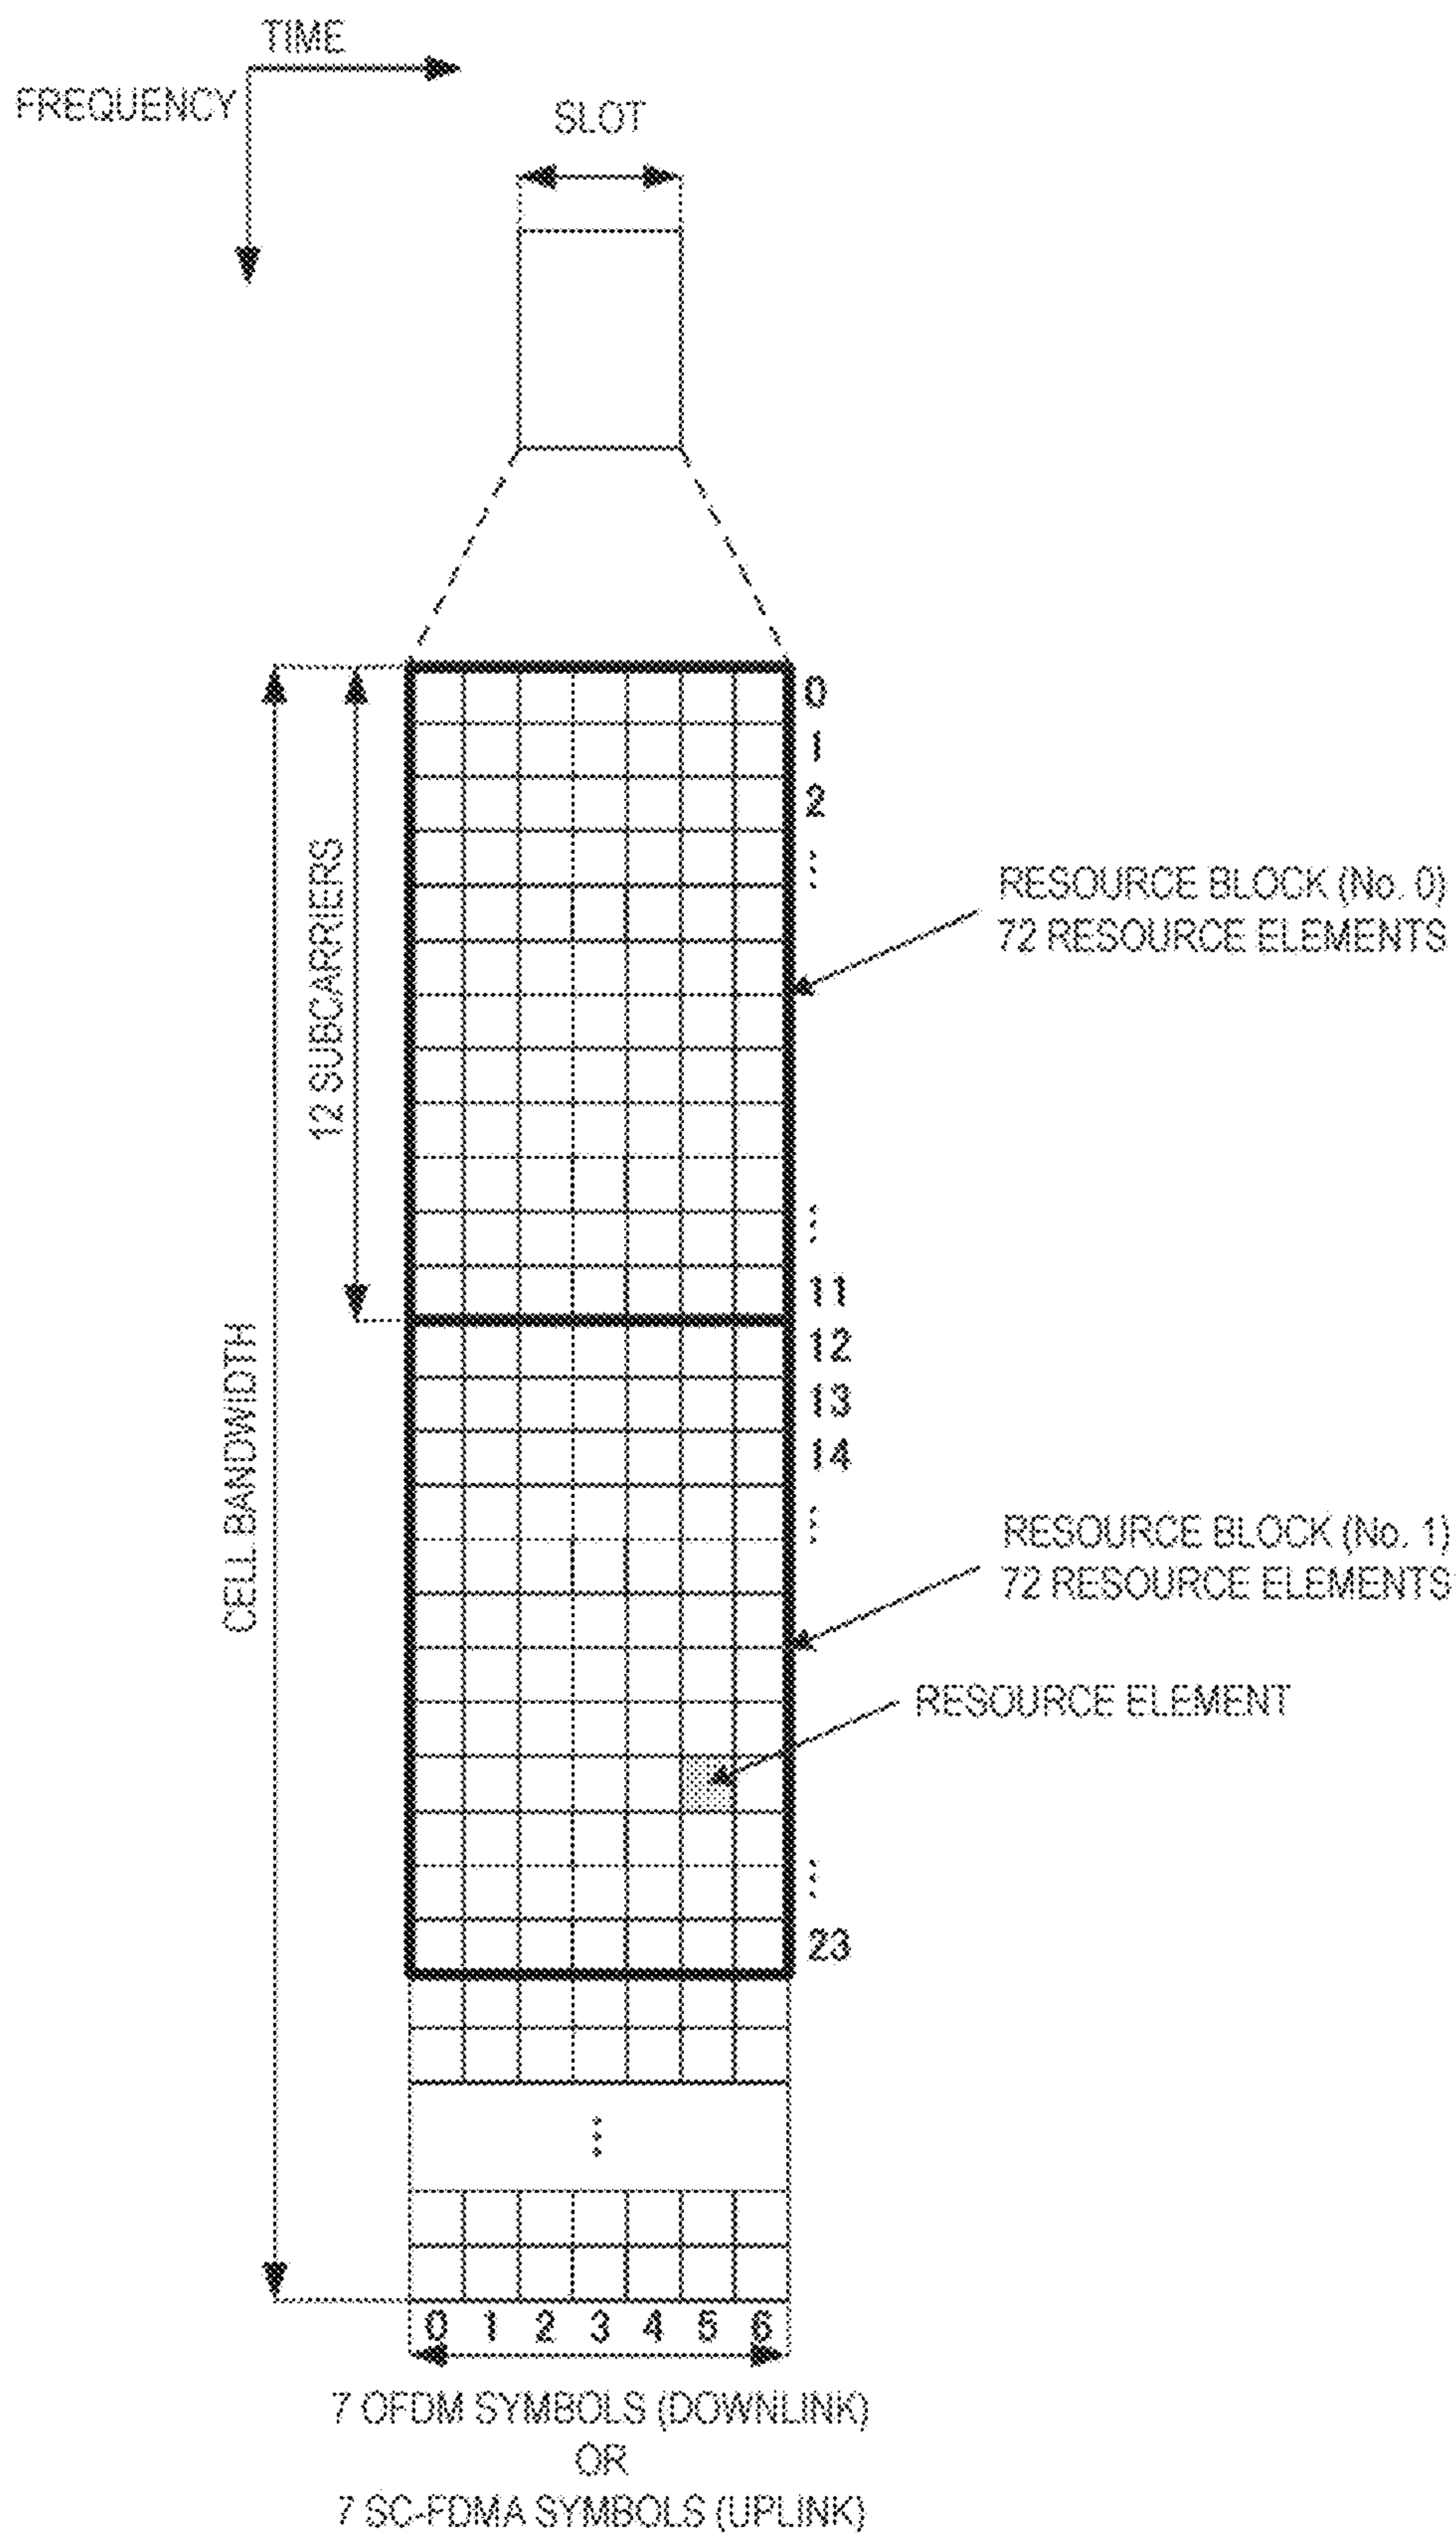 TIME
FREQUENCY
SLOT
0
1
2
⋮
RESOURCE BLOCK (No. 0)
72 RESOURCE ELEMENTS
12 SUBCARRIERS
⋮
11
12
13
14
⋮
CELL BANDWIDTH
RESOURCE BLOCK (No. 1)
72 RESOURCE ELEMENTS
RESOURCE ELEMENT
⋮
23
⋮
0 1 2 3 4 5 6
7 OFDM SYMBOLS (DOWNLINK)
OR
7 SC-FDMA SYMBOLS (UPLINK)